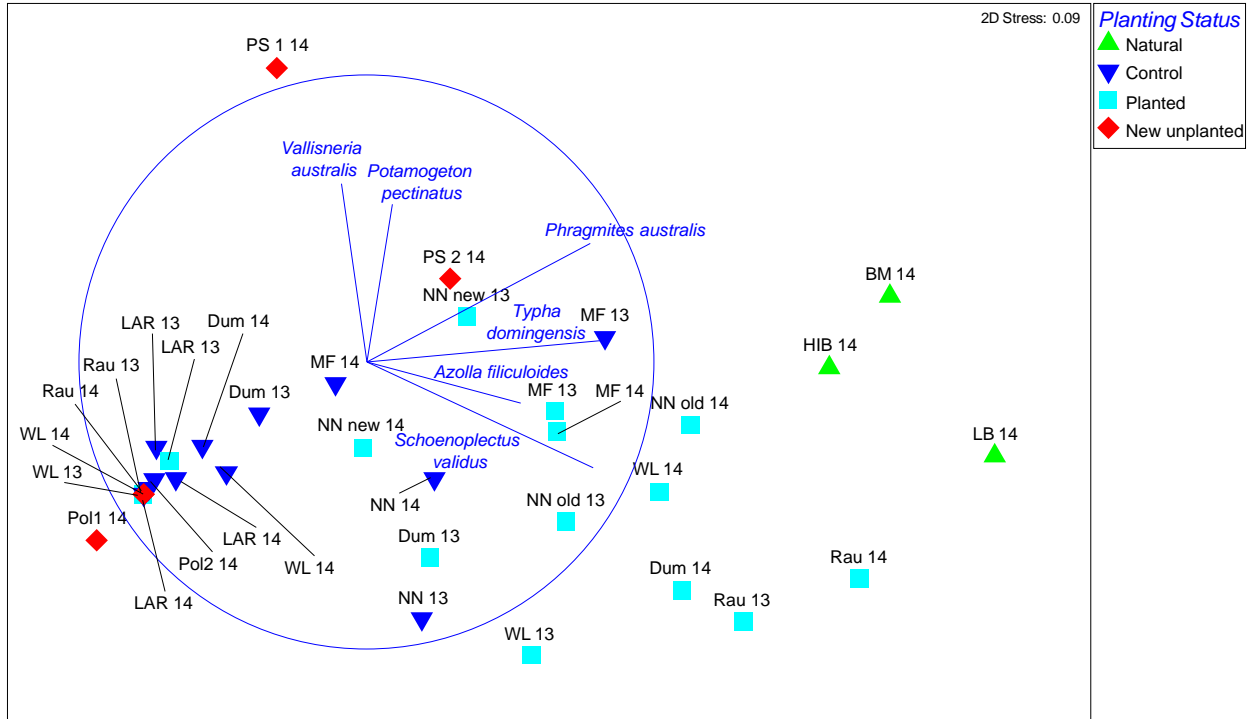 2D Stress: 0.09
Planting Status
Natural
Control
Planted
New unplanted
PS 1 14
Vallisneria
australis
Potamogeton
pectinatus
Phragmites australis
PS 2 14
NN new 13
Typha
domingensis
MF 13
BM 14
HIB 14
LAR 13
Dum 14
LAR 13
Rau 13
MF 14
Azolla filiculoides
Rau 14
Dum 13
MF 13
MF 14
NN old 14
WL 14
NN new 14
Schoenoplectus
validus
LB 14
WL 13
WL 14
NN 14
NN old 13
Pol1 14
LAR 14
Pol2 14
WL 14
Dum 13
Dum 14
Rau 14
LAR 14
NN 13
Rau 13
WL 13